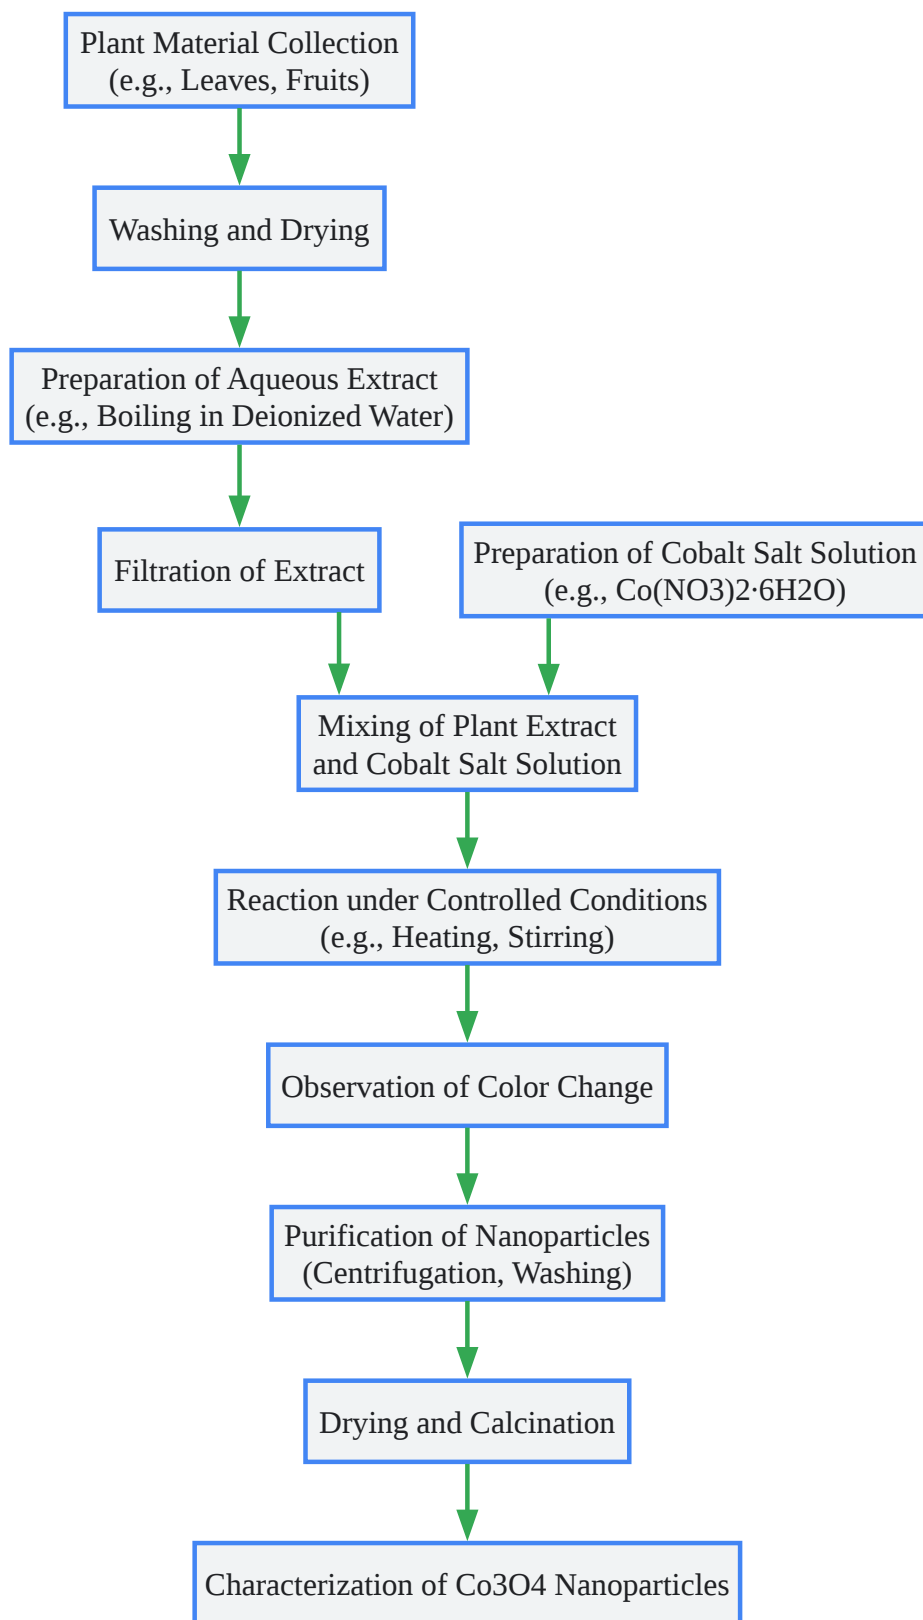 Plant Material Collection
(e.g., Leaves, Fruits)
Washing and Drying
Preparation of Aqueous Extract
(e.g., Boiling in Deionized Water)
Filtration of Extract
Preparation of Cobalt Salt Solution
(e.g., Co(NO3)2·6H2O)
Mixing of Plant Extract
and Cobalt Salt Solution
Reaction under Controlled Conditions
(e.g., Heating, Stirring)
Observation of Color Change
Purification of Nanoparticles
(Centrifugation, Washing)
Drying and Calcination
Characterization of Co3O4 Nanoparticles